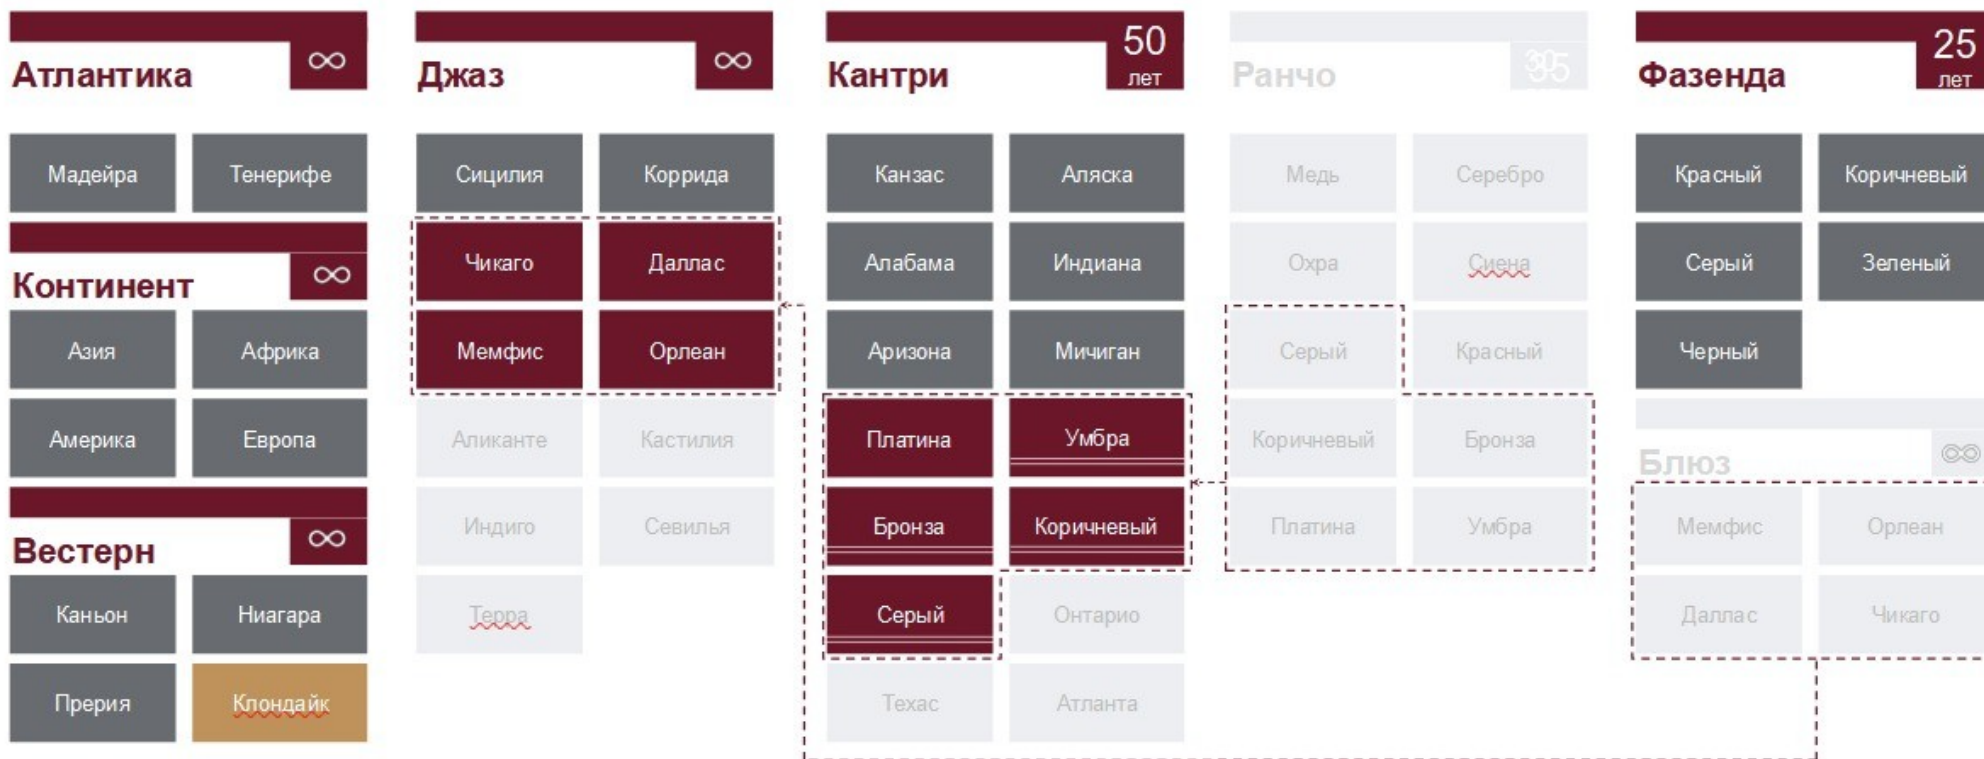 Атлантика
∞
Мадейра
Тенерифе
Континент
∞
Азия
Африка
Америка
Европа
Вестерн
∞
Каньон
Ниагара
Прерия
Клондайк
Джаз
∞
Сицилия
Коррида
Чикаго
Даллас
Мемфис
Орлеан
Аликанте
Кастилия
Индиго
Севилья
Терра
Кантри
50
лет
Канзас
Аляска
Алабама
Индиана
Аризона
Мичиган
Платина
Умбра
Бронза
Коричневый
Серый
Онтарио
Техас
Атланта
Ранчо
Медь
Серебро
Охра
Сиена
Серый
Красный
Коричневый
Бронза
Платина
Умбра
Фазенда
25
лет
Красный
Коричневый
Серый
Зеленый
Черный
Блюз
∞
Мемфис
Орлеан
Даллас
Чикаго